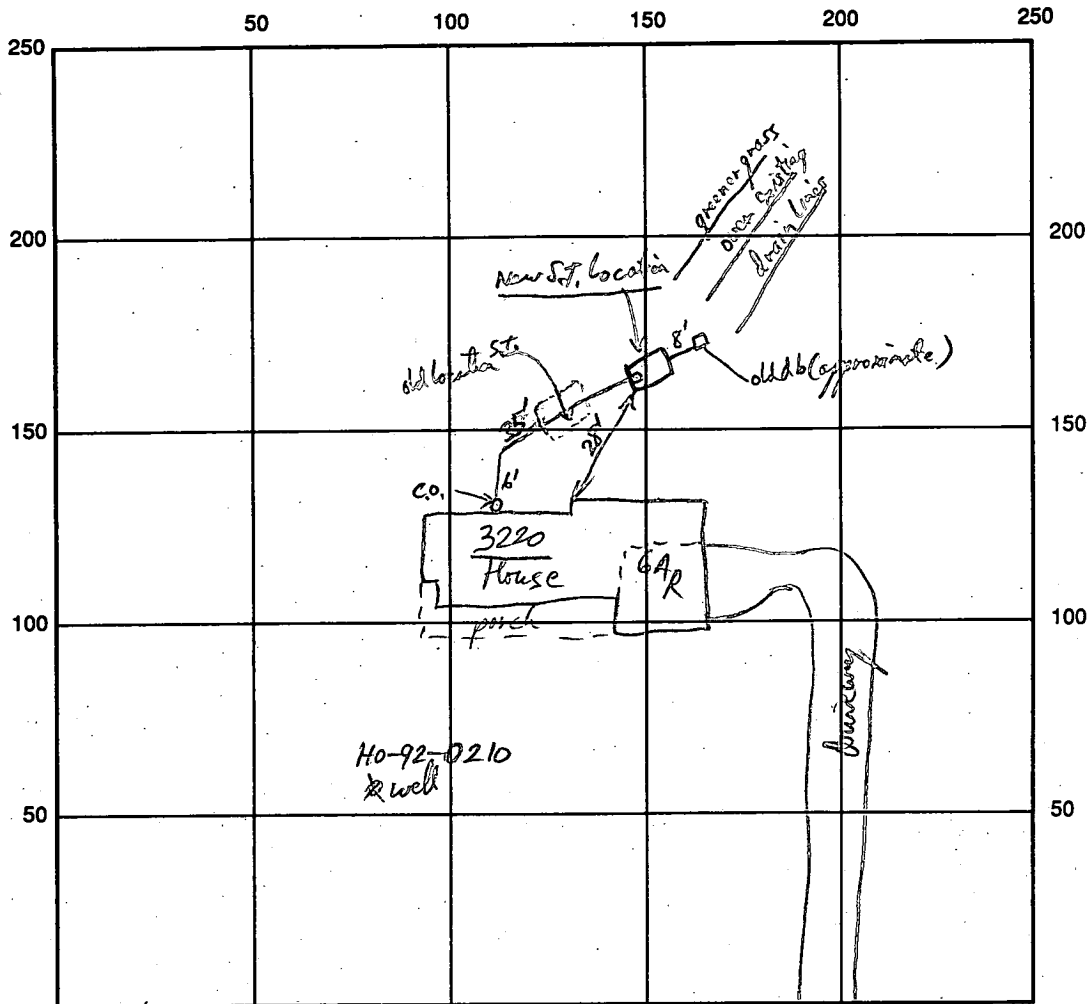 50 100 150 200 250
250
200 200
150 150
100 100
50 50
greener grass
over existing
drain lines
New S.T. location
8'
old location S.T.
old db (approximate)
35'
28'
6'
C.O.
3220
House
GAR
porch
driveway
HO-92-0210
well